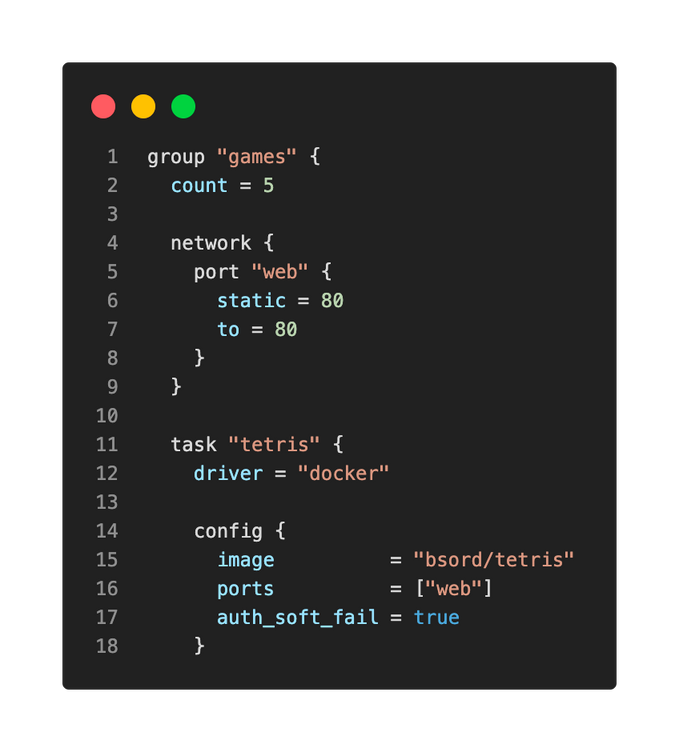 1 group "games" {
2 count = 5
3
4 network {
5 port "web" {
6 static = 80
7 to = 80
8 }
9 }
10
11 task "tetris" {
12 driver = "docker"
13
14 config {
15 image = "bsord/tetris"
16 ports = ["web"]
17 auth_soft_fail = true
18 }